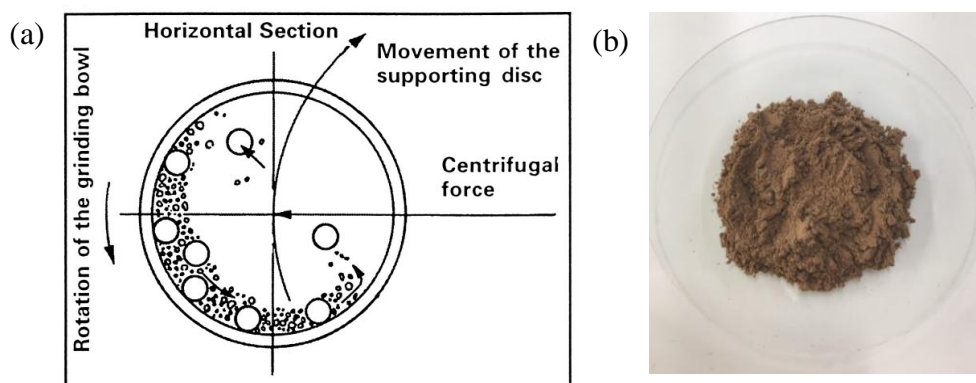 (a)
Horizontal Section
Movement of the
supporting disc
Centrifugal
force
Rotation of the grinding bowl
(b)